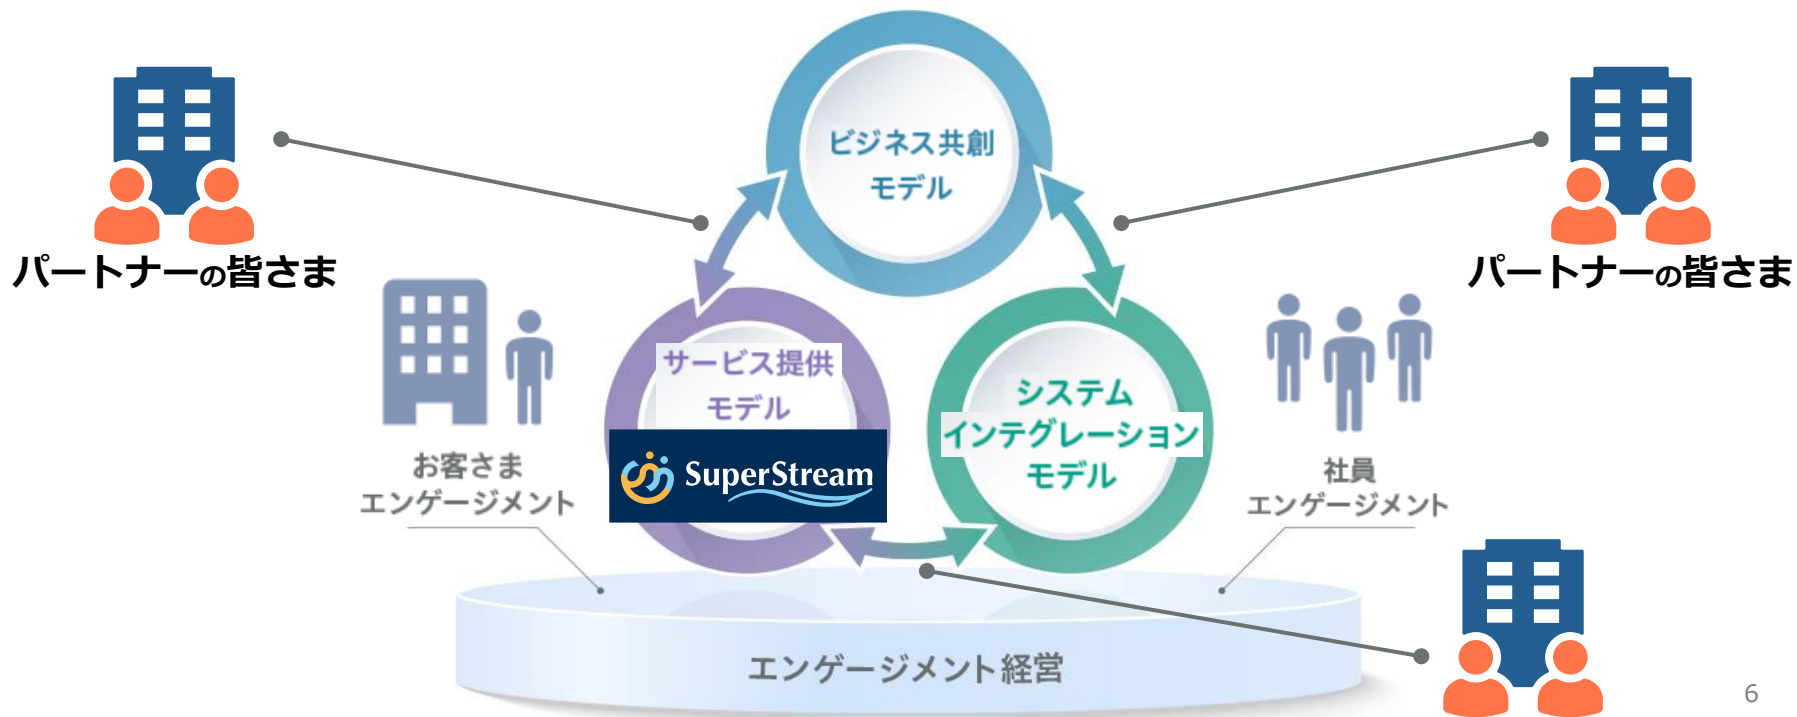 ビジネス共創
モデル
パートナーの皆さま
パートナーの皆さま
サービス提供
モデル
SuperStream
システム
インテグレーション
モデル
お客さま
エンゲージメント
社員
エンゲージメント
エンゲージメント経営
6